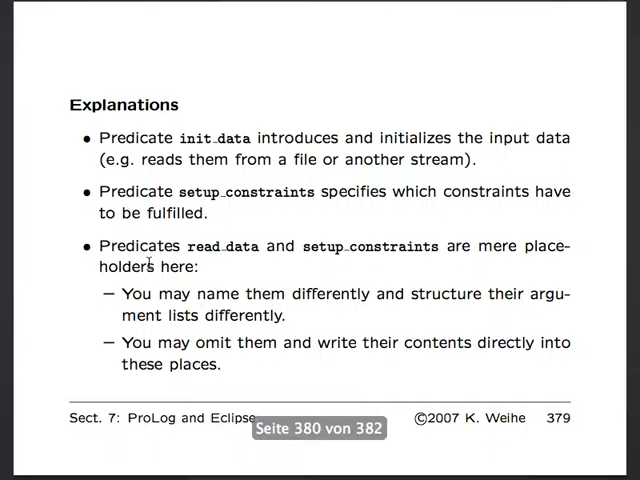 Explanations
• Predicate init_data introduces and initializes the input data
(e.g. reads them from a file or another stream).
• Predicate setup_constraints specifies which constraints have
to be fulfilled.
• Predicates read_data and setup_constraints are mere place-
holders here:
– You may name them differently and structure their argu-
ment lists differently.
– You may omit them and write their contents directly into
these places.
Sect. 7: ProLog and Eclipse ©2007 K. Weihe 379
Seite 380 von 382